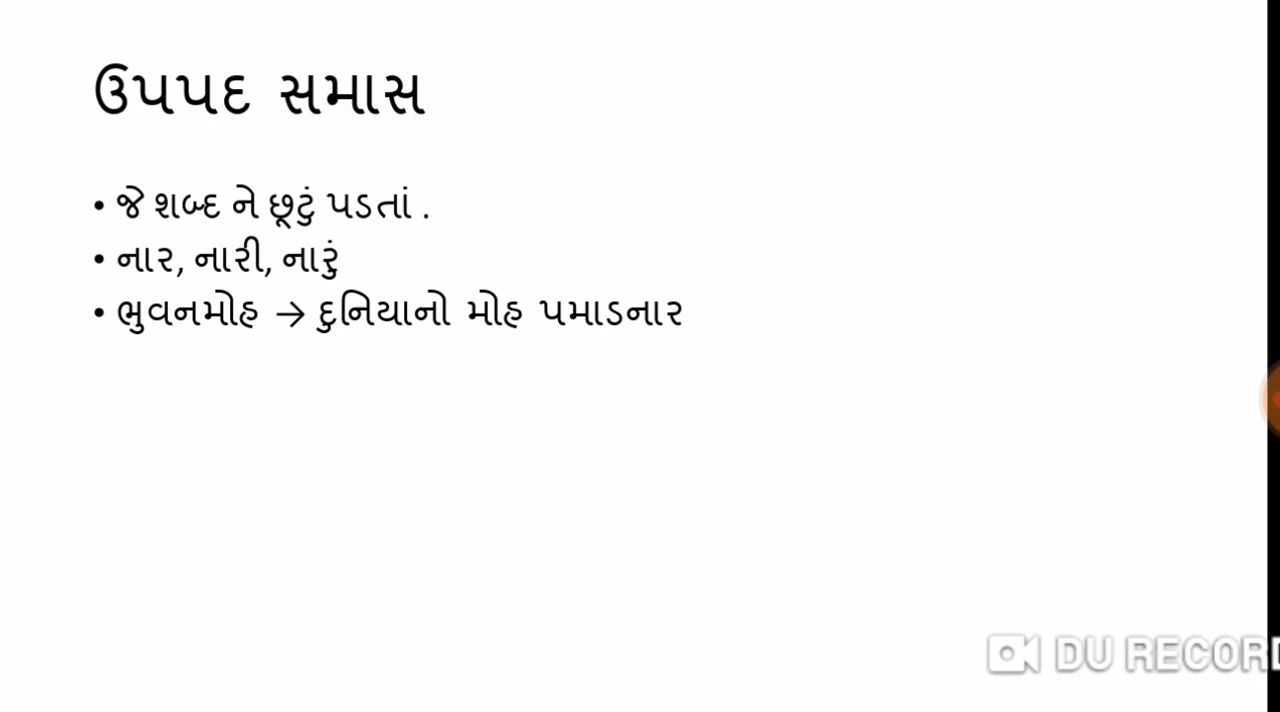 ઉપપદ સમાસ
• જે શબ્દ ને છૂટું પડતાં .
• નાર, નારી, નારું
• ભુવનમોહ → દુનિયાનો મોહ પમાડનાર
DU RECORD